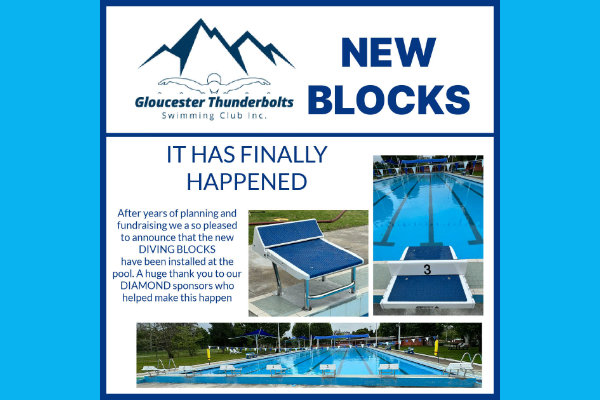 Gloucester Thunderbolts
Swimming Club Inc.
NEW
BLOCKS
IT HAS FINALLY
HAPPENED
After years of planning and
fundraising we a so pleased
to announce that the new
DIVING BLOCKS
have been installed at the
pool. A huge thank you to our
DIAMOND sponsors who
helped make this happen
3